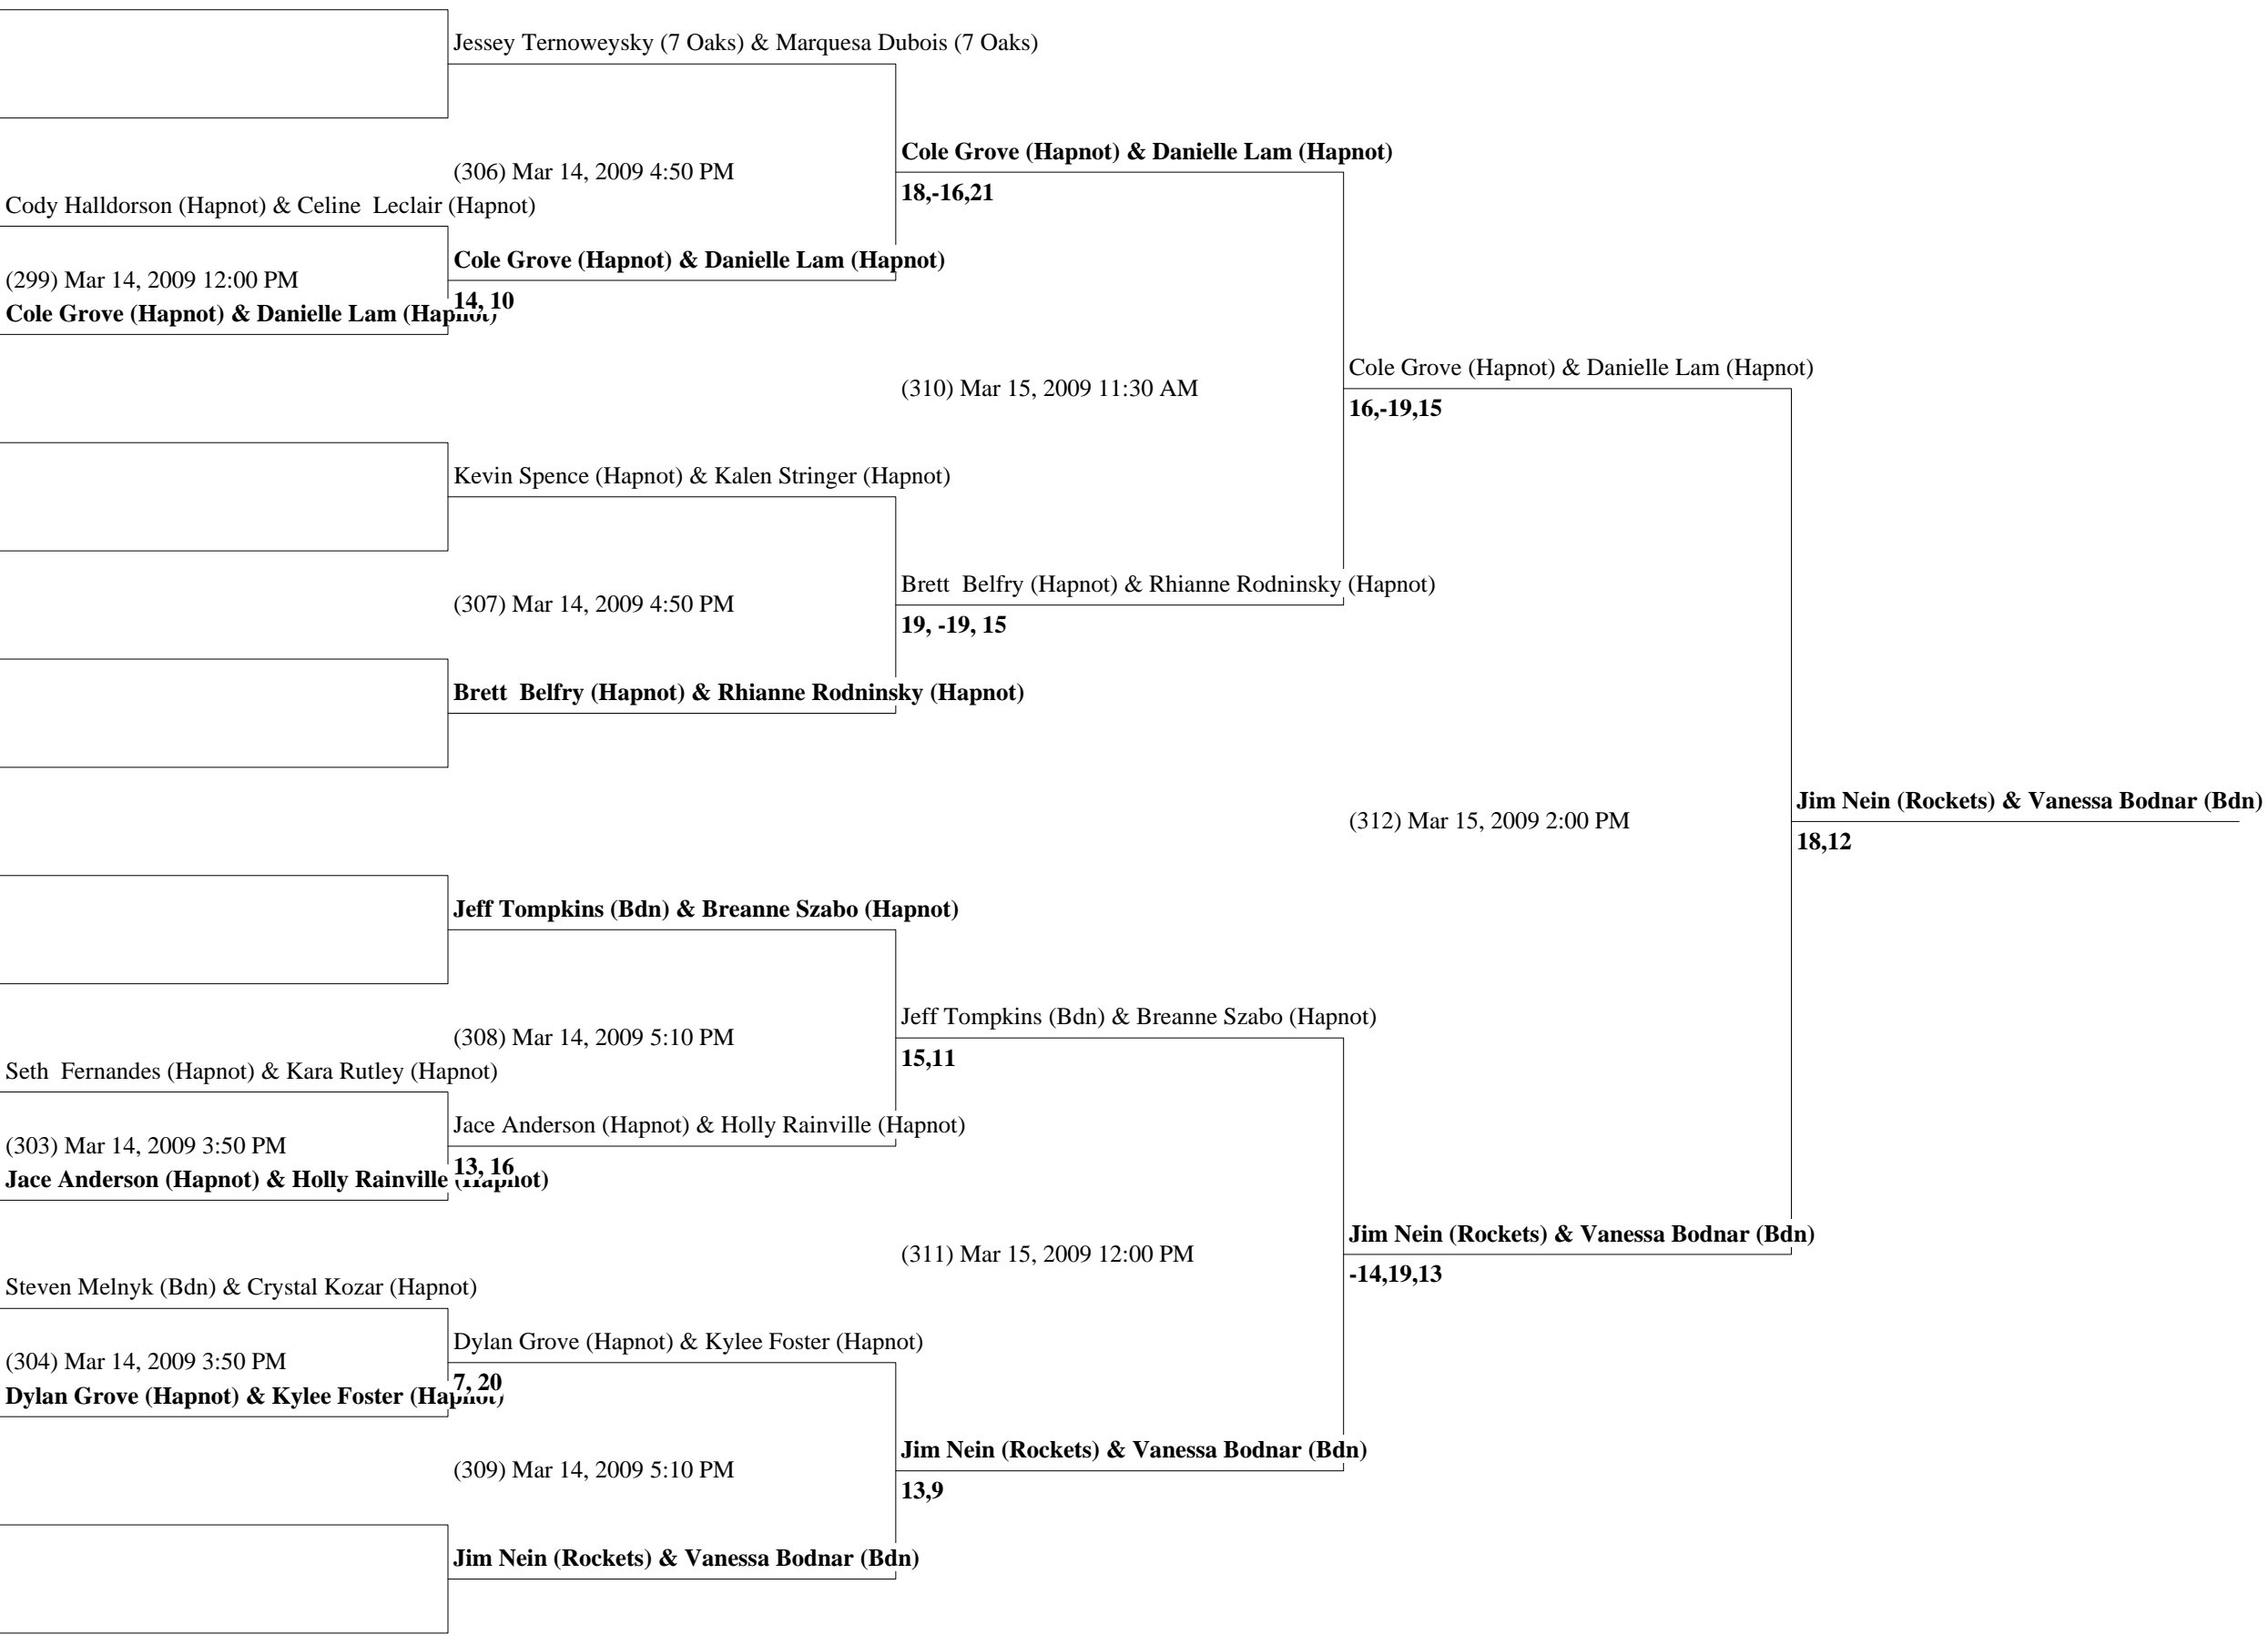 Jessey Ternoweysky (7 Oaks) & Marquesa Dubois (7 Oaks)
Cole Grove (Hapnot) & Danielle Lam (Hapnot)
(306) Mar 14, 2009 4:50 PM
18,-16,21
Cody Halldorson (Hapnot) & Celine  Leclair (Hapnot)
Cole Grove (Hapnot) & Danielle Lam (Hapnot)
(299) Mar 14, 2009 12:00 PM
14, 10
Cole Grove (Hapnot) & Danielle Lam (Hapnot)
Cole Grove (Hapnot) & Danielle Lam (Hapnot)
(310) Mar 15, 2009 11:30 AM
16,-19,15
Kevin Spence (Hapnot) & Kalen Stringer (Hapnot)
Brett  Belfry (Hapnot) & Rhianne Rodninsky (Hapnot)
(307) Mar 14, 2009 4:50 PM
19, -19, 15
Brett  Belfry (Hapnot) & Rhianne Rodninsky (Hapnot)
Jim Nein (Rockets) & Vanessa Bodnar (Bdn)
(312) Mar 15, 2009 2:00 PM
18,12
Jeff Tompkins (Bdn) & Breanne Szabo (Hapnot)
Jeff Tompkins (Bdn) & Breanne Szabo (Hapnot)
(308) Mar 14, 2009 5:10 PM
15,11
Seth  Fernandes (Hapnot) & Kara Rutley (Hapnot)
Jace Anderson (Hapnot) & Holly Rainville (Hapnot)
(303) Mar 14, 2009 3:50 PM
13, 16
Jace Anderson (Hapnot) & Holly Rainville (Hapnot)
Jim Nein (Rockets) & Vanessa Bodnar (Bdn)
(311) Mar 15, 2009 12:00 PM
-14,19,13
Steven Melnyk (Bdn) & Crystal Kozar (Hapnot)
Dylan Grove (Hapnot) & Kylee Foster (Hapnot)
(304) Mar 14, 2009 3:50 PM
7, 20
Dylan Grove (Hapnot) & Kylee Foster (Hapnot)
Jim Nein (Rockets) & Vanessa Bodnar (Bdn)
(309) Mar 14, 2009 5:10 PM
13,9
Jim Nein (Rockets) & Vanessa Bodnar (Bdn)